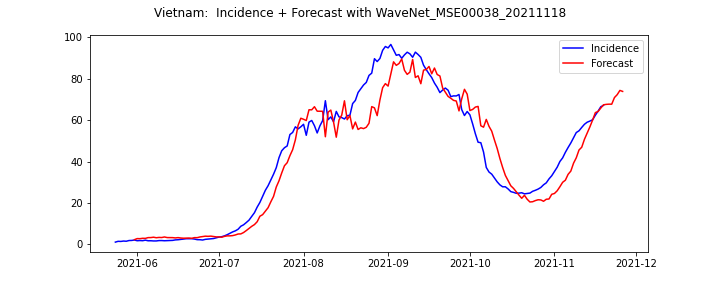 Vietnam:  Incidence + Forecast with WaveNet_MSE00038_20211118
Incidence
Forecast
100
80
60
40
20
0
2021-06 2021-07 2021-08 2021-09 2021-10 2021-11 2021-12